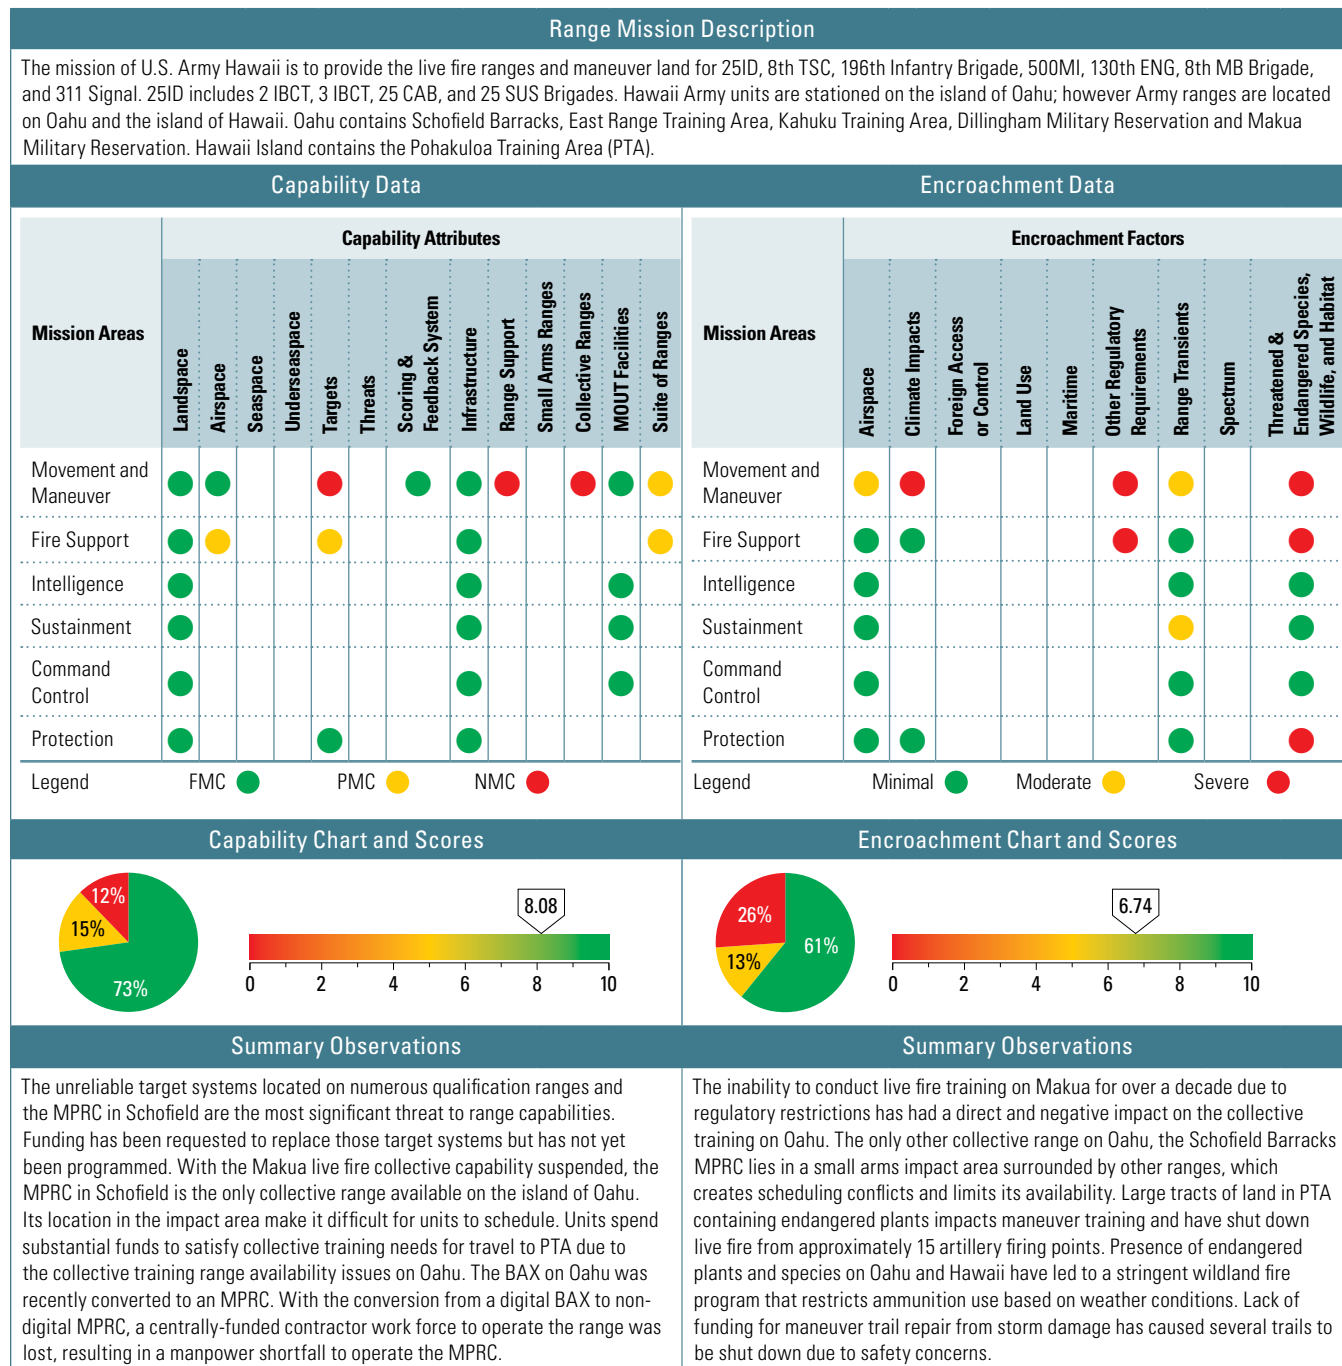 Range Mission Description
The mission of U.S. Army Hawaii is to provide the live fire ranges and maneuver land for 25ID, 8th TSC, 196th Infantry Brigade, 500MI, 130th ENG, 8th MB Brigade,
and 311 Signal. 25ID includes 2 IBCT, 3 IBCT, 25 CAB, and 25 SUS Brigades. Hawaii Army units are stationed on the island of Oahu; however Army ranges are located
on Oahu and the island of Hawaii. Oahu contains Schofield Barracks, East Range Training Area, Kahuku Training Area, Dillingham Military Reservation and Makua
Military Reservation. Hawaii Island contains the Pohakuloa Training Area (PTA).
Capability Data
Mission Areas
Capability Attributes
Landspace
Airspace
Seaspace
Underseaspace
Targets
Threats
Scoring &
Feedback System
Infrastructure
Range Support
Small Arms Ranges
Collective Ranges
MOUT Facilities
Suite of Ranges
Movement and
Maneuver
Fire Support
Intelligence
Sustainment
Command
Control
Protection
Legend
FMC
PMC
NMC
Encroachment Data
Mission Areas
Encroachment Factors
Airspace
Climate Impacts
Foreign Access
or Control
Land Use
Maritime
Other Regulatory
Requirements
Range Transients
Spectrum
Threatened &
Endangered Species,
Wildlife, and Habitat
Movement and
Maneuver
Fire Support
Intelligence
Sustainment
Command
Control
Protection
Legend
Minimal
Moderate
Severe
Capability Chart and Scores
12%
15%
73%
8.08
0 2 4 6 8 10
Encroachment Chart and Scores
26%
13%
61%
6.74
0 2 4 6 8 10
Summary Observations
The unreliable target systems located on numerous qualification ranges and
the MPRC in Schofield are the most significant threat to range capabilities.
Funding has been requested to replace those target systems but has not yet
been programmed. With the Makua live fire collective capability suspended, the
MPRC in Schofield is the only collective range available on the island of Oahu.
Its location in the impact area make it difficult for units to schedule. Units spend
substantial funds to satisfy collective training needs for travel to PTA due to
the collective training range availability issues on Oahu. The BAX on Oahu was
recently converted to an MPRC. With the conversion from a digital BAX to non-
digital MPRC, a centrally-funded contractor work force to operate the range was
lost, resulting in a manpower shortfall to operate the MPRC.
Summary Observations
The inability to conduct live fire training on Makua for over a decade due to
regulatory restrictions has had a direct and negative impact on the collective
training on Oahu. The only other collective range on Oahu, the Schofield Barracks
MPRC lies in a small arms impact area surrounded by other ranges, which
creates scheduling conflicts and limits its availability. Large tracts of land in PTA
containing endangered plants impacts maneuver training and have shut down
live fire from approximately 15 artillery firing points. Presence of endangered
plants and species on Oahu and Hawaii have led to a stringent wildland fire
program that restricts ammunition use based on weather conditions. Lack of
funding for maneuver trail repair from storm damage has caused several trails to
be shut down due to safety concerns.